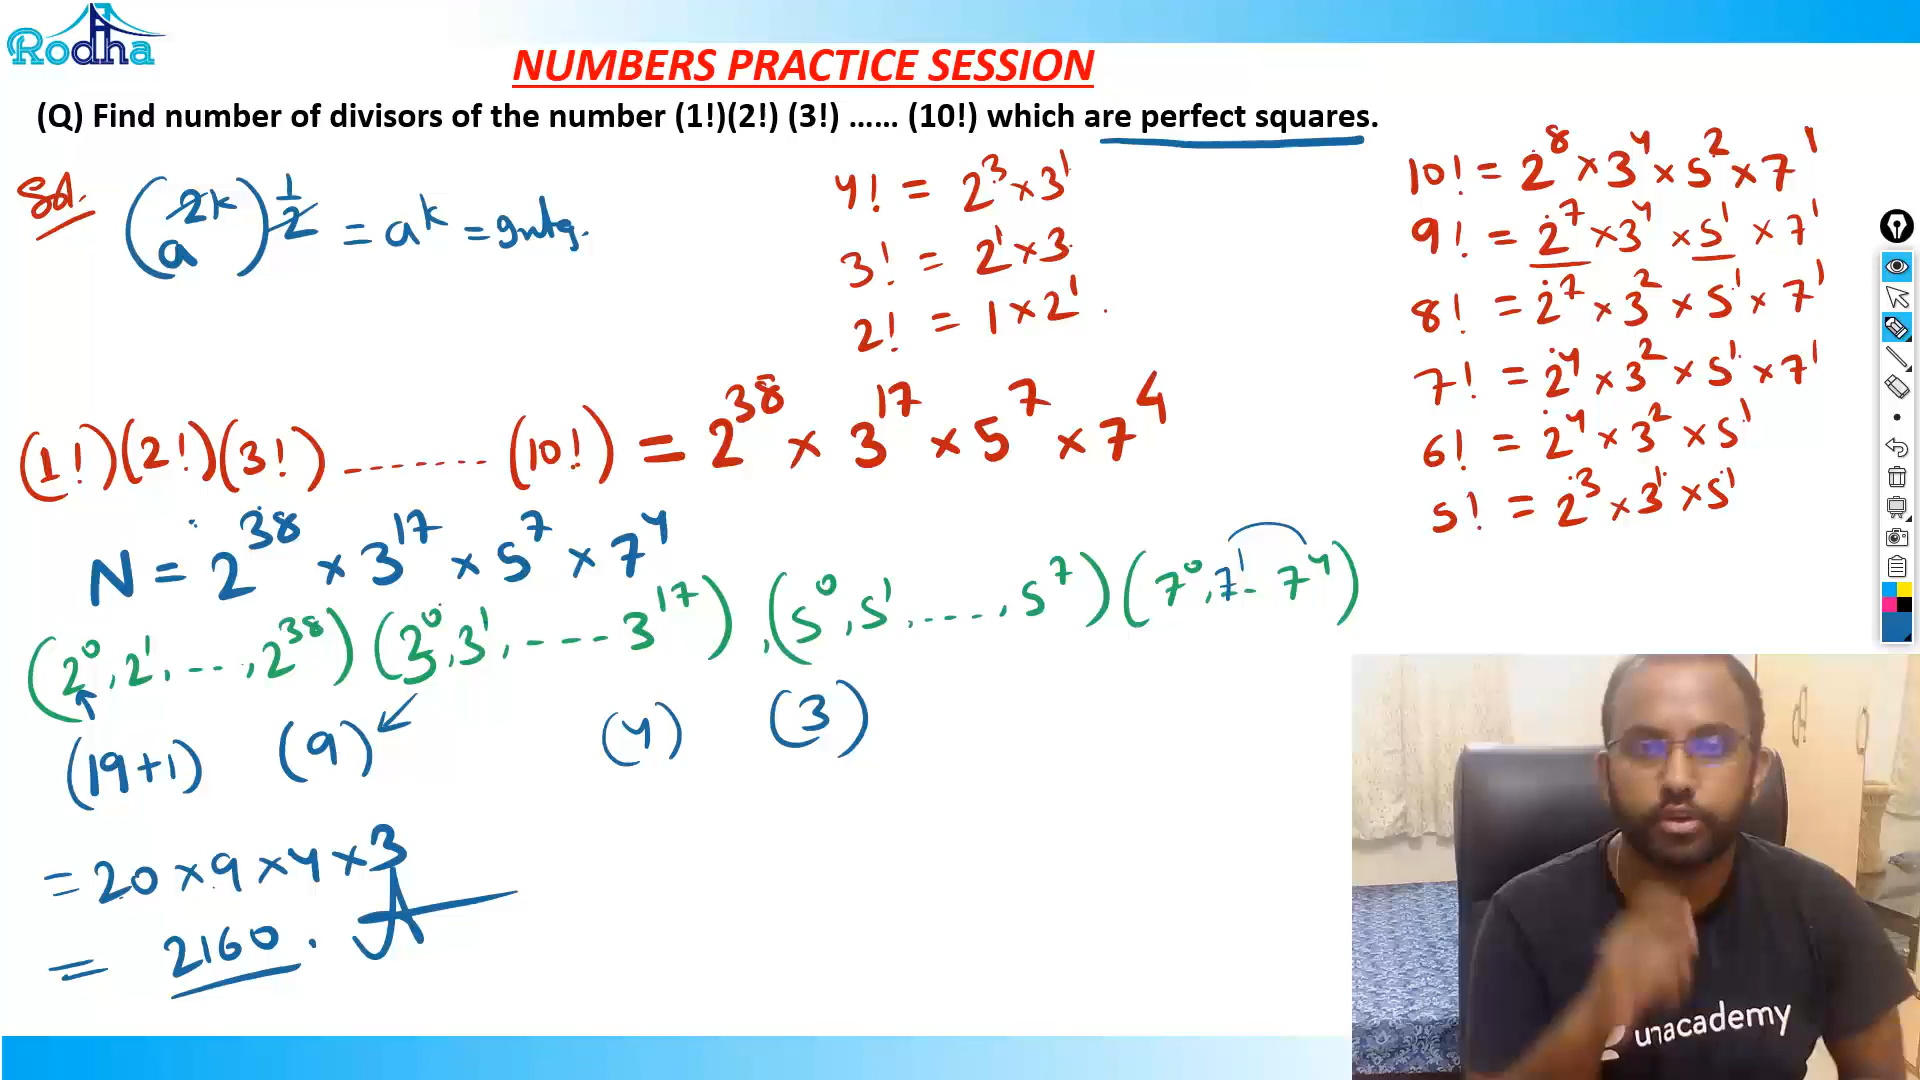 Rodha
NUMBERS PRACTICE SESSION
(Q) Find number of divisors of the number (1!)(2!) (3!) …… (10!) which are perfect squares.
Sol.
(a^2k)^1/2 = a^k = Intg.
4! = 2^3 × 3^1
3! = 2^1 × 3
2! = 1 × 2^1
10! = 2^8 × 3^4 × 5^2 × 7^1
9! = 2^7 × 3^4 × 5^1 × 7^1
8! = 2^7 × 3^2 × 5^1 × 7^1
7! = 2^4 × 3^2 × 5^1 × 7^1
6! = 2^4 × 3^2 × 5^1
5! = 2^3 × 3^1 × 5^1
(1!)(2!)(3!) ........ (10!) = 2^38 × 3^17 × 5^7 × 7^4
N = 2^38 × 3^17 × 5^7 × 7^4
(2^0, 2^1, ..., 2^38) (3^0, 3^1, ---- 3^17), (5^0, 5^1, ...., 5^7) (7^0, 7^1 -- 7^4)
(19+1) (9) (4) (3)
= 20 × 9 × 4 × 3
= 2160. A
unacademy